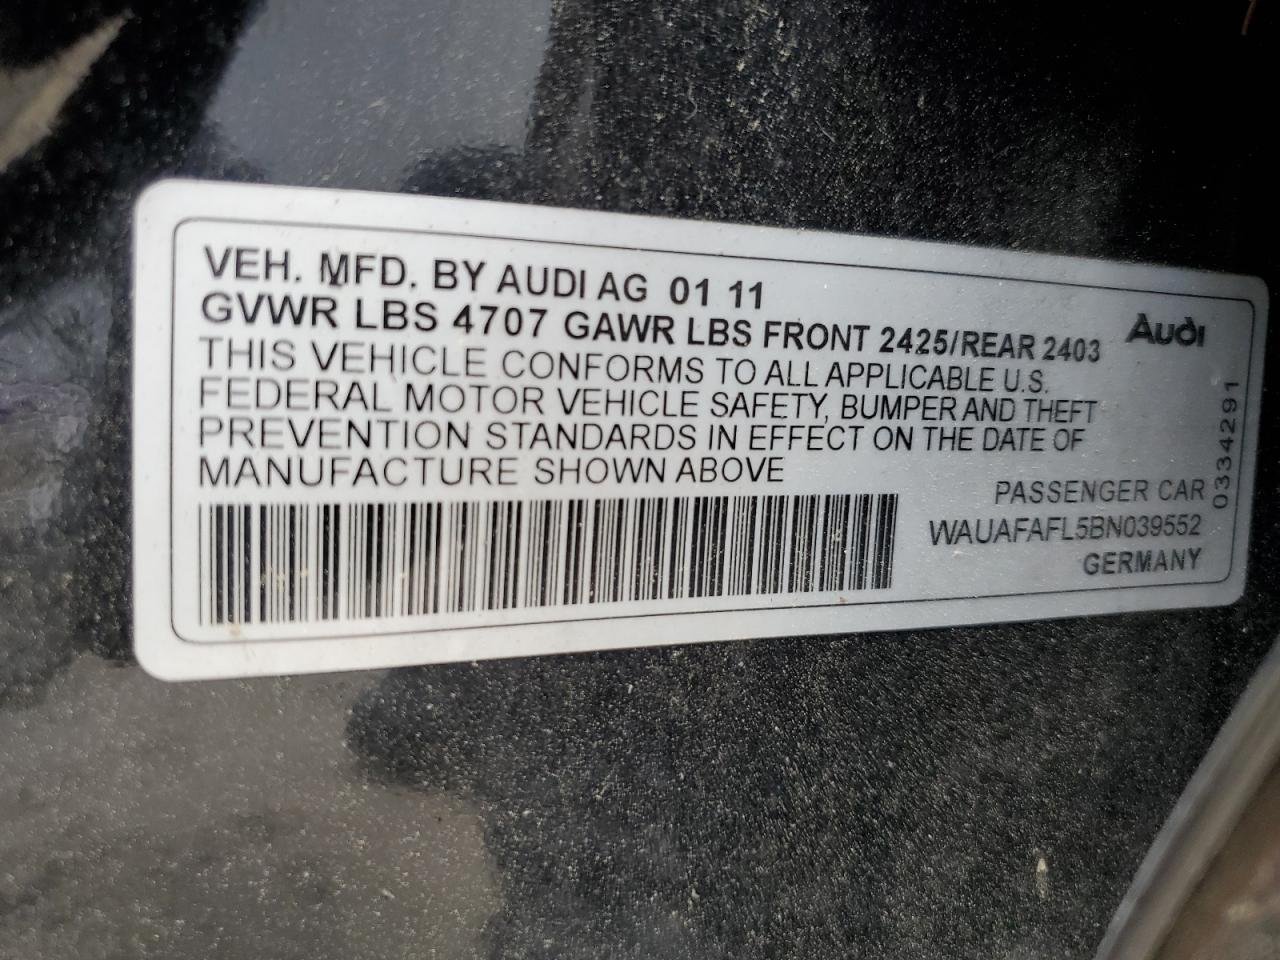 VEH. MFD. BY AUDI AG 01 11
GVWR LBS 4707 GAWR LBS FRONT 2425/REAR 2403
Audi
THIS VEHICLE CONFORMS TO ALL APPLICABLE U.S.
FEDERAL MOTOR VEHICLE SAFETY, BUMPER AND THEFT
PREVENTION STANDARDS IN EFFECT ON THE DATE OF
MANUFACTURE SHOWN ABOVE
PASSENGER CAR
WAUAFAFL5BN039552
GERMANY
0334291